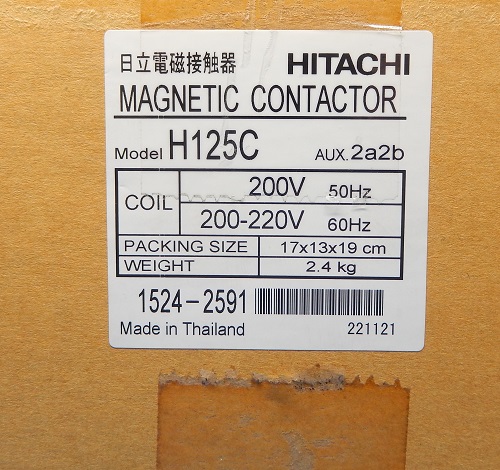 日立電磁接触器 HITACHI
MAGNETIC CONTACTOR
Model H125C AUX. 2a2b
COIL
200V 50Hz
200-220V 60Hz
PACKING SIZE 17x13x19 cm
WEIGHT 2.4 kg
1524-2591
Made in Thailand 221121